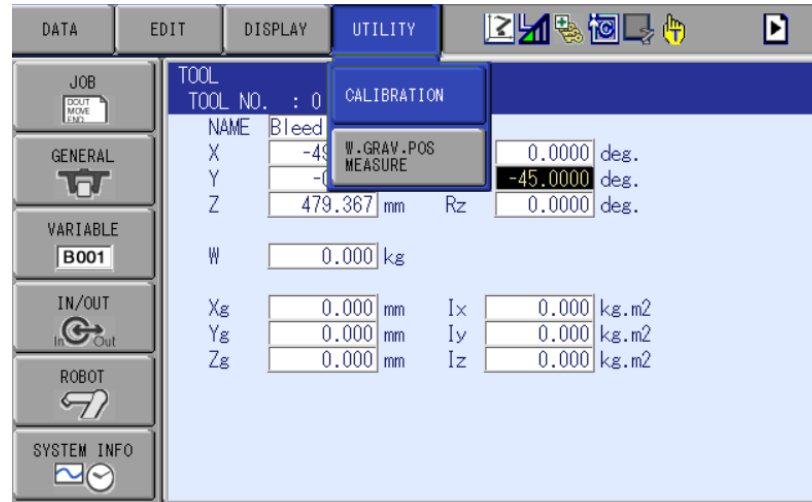 DATA EDIT DISPLAY UTILITY
JOB
DOUT
MOVE
END
GENERAL
VARIABLE
B001
IN/OUT
In Out
ROBOT
SYSTEM INFO
CALIBRATION
W.GRAV.POS
MEASURE
TOOL
TOOL NO. : 0
NAME Bleed
X 0.0000 deg.
Y -45.0000 deg.
Z 479.367 mm Rz 0.0000 deg.
W 0.000 kg
Xg 0.000 mm Ix 0.000 kg.m2
Yg 0.000 mm Iy 0.000 kg.m2
Zg 0.000 mm Iz 0.000 kg.m2